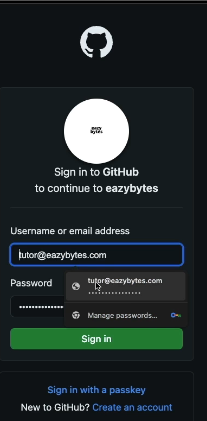 eazy
bytes
Sign in to GitHub
to continue to eazybytes
Username or email address
tutor@eazybytes.com
Password
tutor@eazybytes.com
Manage passwords...
Sign in
Sign in with a passkey
New to GitHub? Create an account